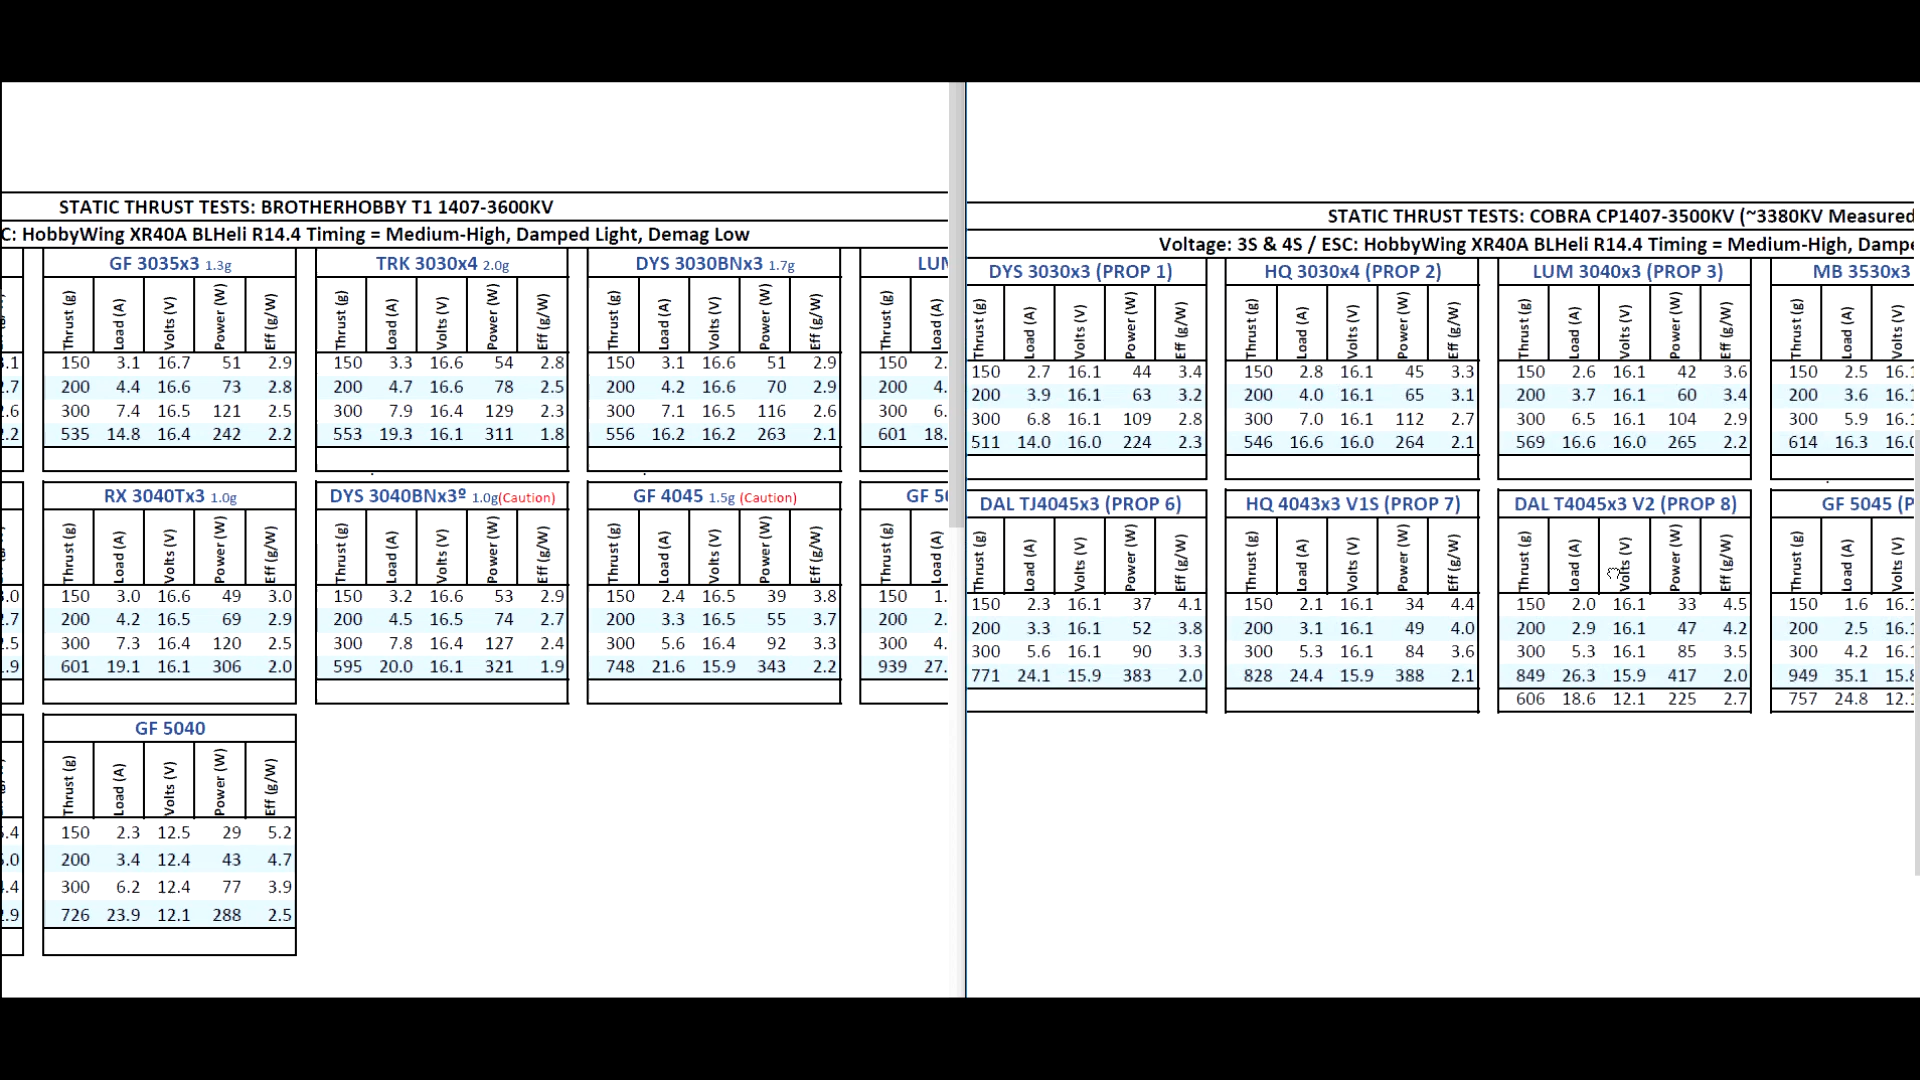 STATIC THRUST TESTS: BROTHERHOBBY T1 1407-3600KV
C: HobbyWing XR40A BLHeli R14.4 Timing = Medium-High, Damped Light, Demag Low
GF 3035x3 1.3g TRK 3030x4 2.0g DYS 3030BNx3 1.7g LUM
Thrust (g) Load (A) Volts (V) Power (W) Eff (g/W) Thrust (g) Load (A) Volts (V) Power (W) Eff (g/W) Thrust (g) Load (A) Volts (V) Power (W) Eff (g/W) Thrust (g) Load (A)
.1 150 3.1 16.7 51 2.9 150 3.3 16.6 54 2.8 150 3.1 16.6 51 2.9 150 2.
.7 200 4.4 16.6 73 2.8 200 4.7 16.6 78 2.5 200 4.2 16.6 70 2.9 200 4.
2.6 300 7.4 16.5 121 2.5 300 7.9 16.4 129 2.3 300 7.1 16.5 116 2.6 300 6.
2.2 535 14.8 16.4 242 2.2 553 19.3 16.1 311 1.8 556 16.2 16.2 263 2.1 601 18.
RX 3040Tx3 1.0g DYS 3040BNx3º 1.0g(Caution) GF 4045 1.5g (Caution) GF 50
Thrust (g) Load (A) Volts (V) Power (W) Eff (g/W) Thrust (g) Load (A) Volts (V) Power (W) Eff (g/W) Thrust (g) Load (A) Volts (V) Power (W) Eff (g/W) Thrust (g) Load (A)
.0 150 3.0 16.6 49 3.0 150 3.2 16.6 53 2.9 150 2.4 16.5 39 3.8 150 1.
.7 200 4.2 16.5 69 2.9 200 4.5 16.5 74 2.7 200 3.3 16.5 55 3.7 200 2.
.5 300 7.3 16.4 120 2.5 300 7.8 16.4 127 2.4 300 5.6 16.4 92 3.3 300 4.
.9 601 19.1 16.1 306 2.0 595 20.0 16.1 321 1.9 748 21.6 15.9 343 2.2 939 27.
GF 5040
Thrust (g) Load (A) Volts (V) Power (W) Eff (g/W)
.4 150 2.3 12.5 29 5.2
.0 200 3.4 12.4 43 4.7
.4 300 6.2 12.4 77 3.9
.9 726 23.9 12.1 288 2.5
STATIC THRUST TESTS: COBRA CP1407-3500KV (~3380KV Measured
Voltage: 3S & 4S / ESC: HobbyWing XR40A BLHeli R14.4 Timing = Medium-High, Dampe
DYS 3030x3 (PROP 1) HQ 3030x4 (PROP 2) LUM 3040x3 (PROP 3) MB 3530x3
Thrust (g) Load (A) Volts (V) Power (W) Eff (g/W) Thrust (g) Load (A) Volts (V) Power (W) Eff (g/W) Thrust (g) Load (A) Volts (V) Power (W) Eff (g/W) Thrust (g) Load (A) Volts (V)
150 2.7 16.1 44 3.4 150 2.8 16.1 45 3.3 150 2.6 16.1 42 3.6 150 2.5 16.1
200 3.9 16.1 63 3.2 200 4.0 16.1 65 3.1 200 3.7 16.1 60 3.4 200 3.6 16.1
300 6.8 16.1 109 2.8 300 7.0 16.1 112 2.7 300 6.5 16.1 104 2.9 300 5.9 16.1
511 14.0 16.0 224 2.3 546 16.6 16.0 264 2.1 569 16.6 16.0 265 2.2 614 16.3 16.0
DAL TJ4045x3 (PROP 6) HQ 4043x3 V1S (PROP 7) DAL T4045x3 V2 (PROP 8) GF 5045 (P
Thrust (g) Load (A) Volts (V) Power (W) Eff (g/W) Thrust (g) Load (A) Volts (V) Power (W) Eff (g/W) Thrust (g) Load (A) Volts (V) Power (W) Eff (g/W) Thrust (g) Load (A) Volts (V)
150 2.3 16.1 37 4.1 150 2.1 16.1 34 4.4 150 2.0 16.1 33 4.5 150 1.6 16.1
200 3.3 16.1 52 3.8 200 3.1 16.1 49 4.0 200 2.9 16.1 47 4.2 200 2.5 16.1
300 5.6 16.1 90 3.3 300 5.3 16.1 84 3.6 300 5.3 16.1 85 3.5 300 4.2 16.1
771 24.1 15.9 383 2.0 828 24.4 15.9 388 2.1 849 26.3 15.9 417 2.0 949 35.1 15.8
606 18.6 12.1 225 2.7 757 24.8 12.1